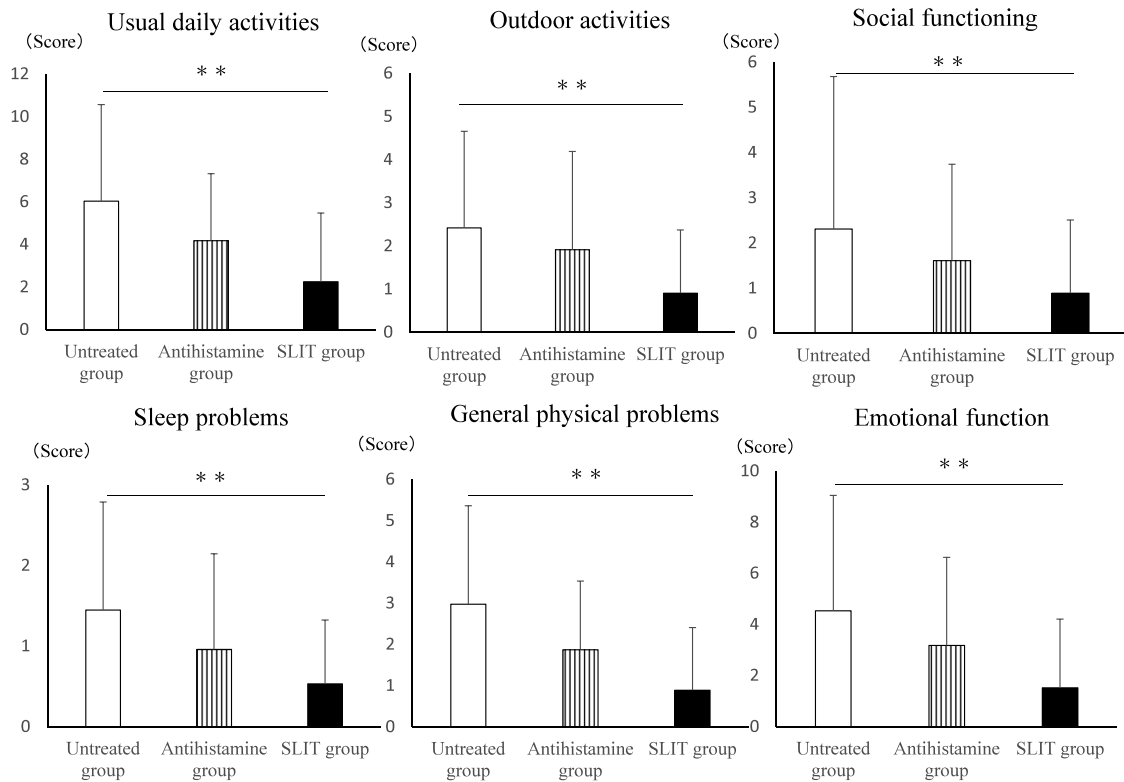 Usual daily activities
（Score）
＊＊
12
10
8
6
4
2
0
Untreated group
Antihistamine group
SLIT group
Outdoor activities
（Score）
＊＊
6
5
4
3
2
1
0
Untreated group
Antihistamine group
SLIT group
Social functioning
（Score）
＊＊
6
5
4
3
2
1
0
Untreated group
Antihistamine group
SLIT group
Sleep problems
（Score）
＊＊
3
2
1
0
Untreated group
Antihistamine group
SLIT group
General physical problems
（Score）
＊＊
6
5
4
3
2
1
0
Untreated group
Antihistamine group
SLIT group
Emotional function
（Score）
＊＊
10
8
6
4
2
0
Untreated group
Antihistamine group
SLIT group